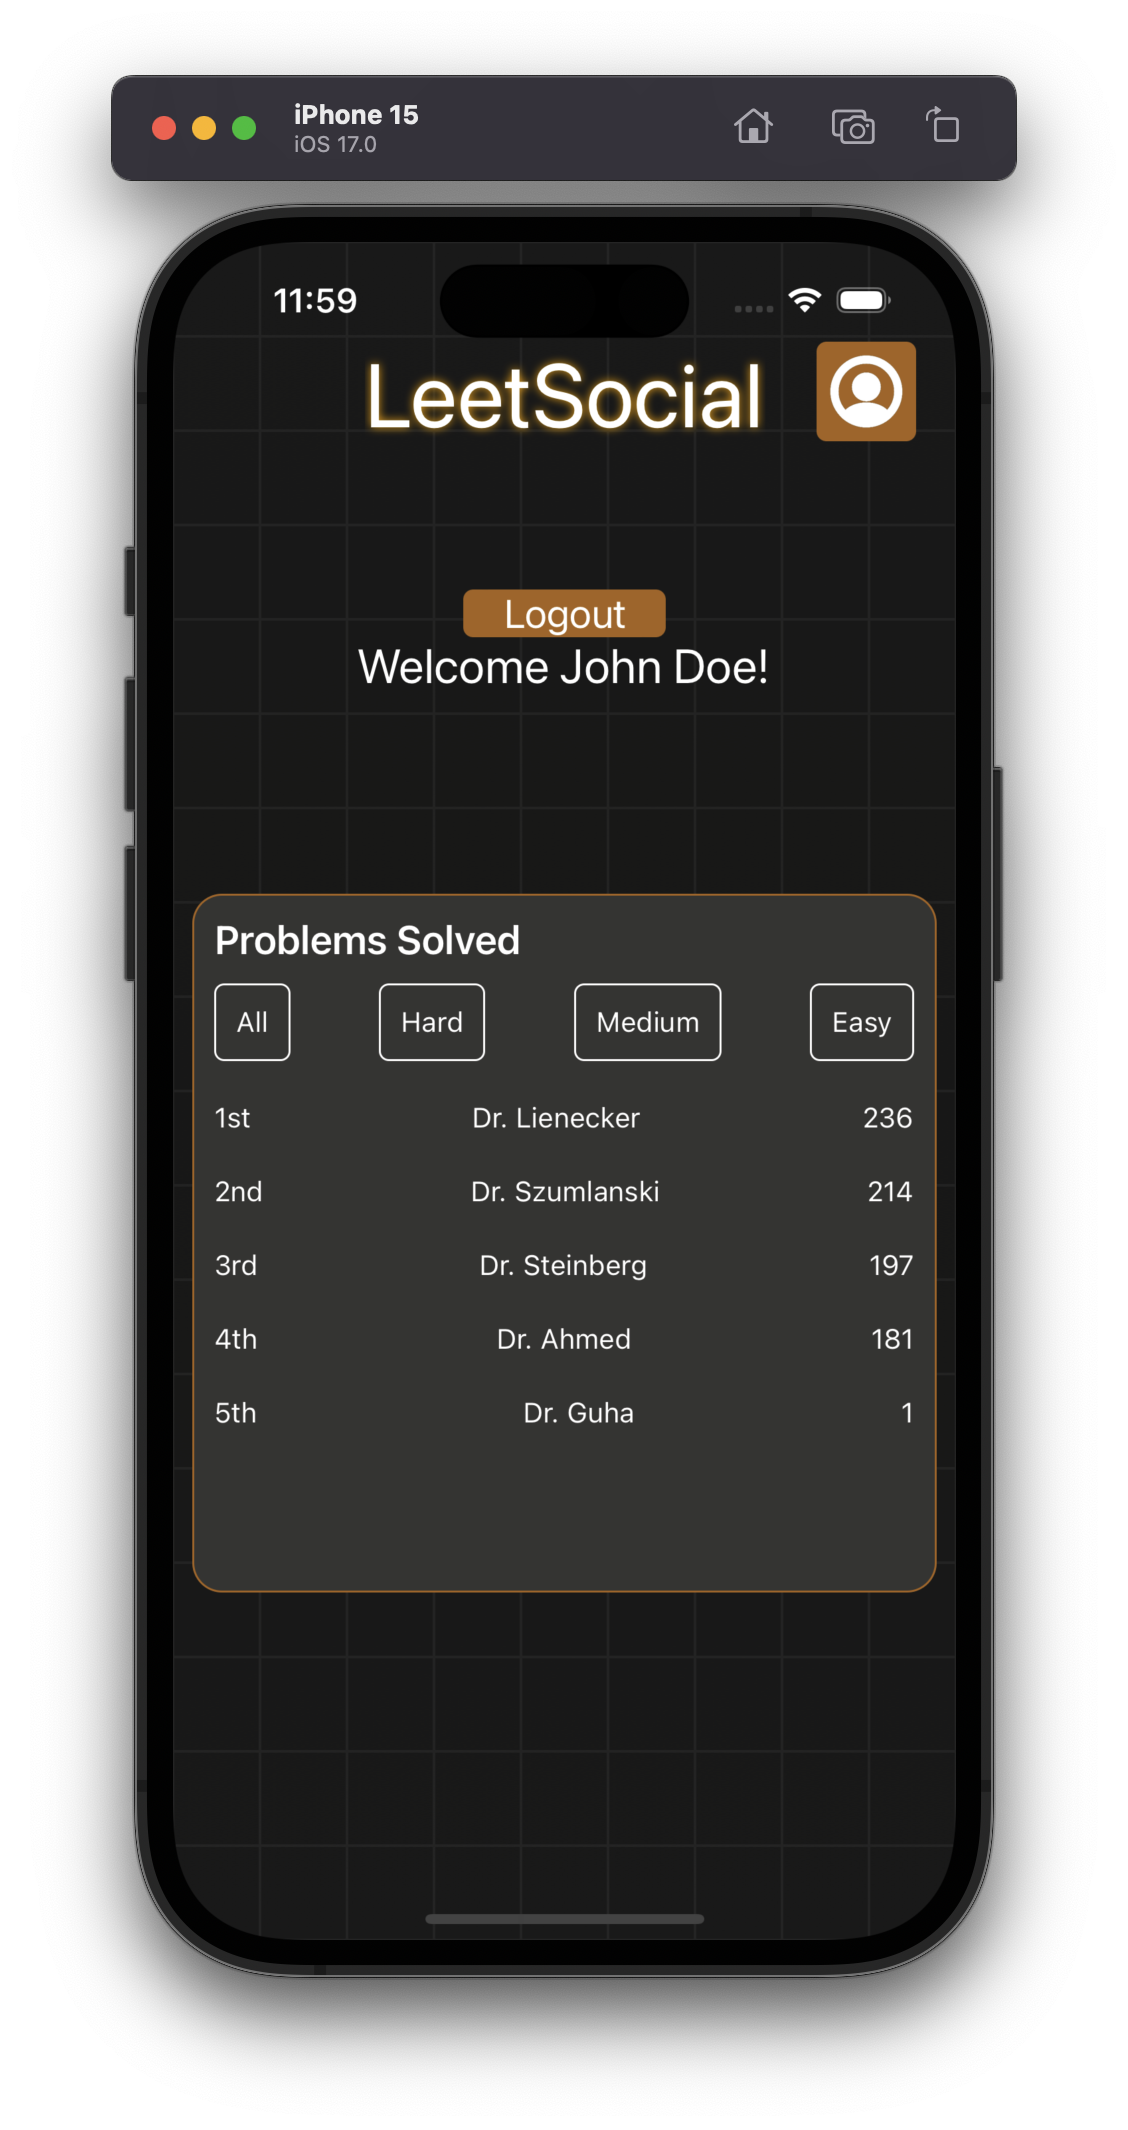 iPhone 15
iOS 17.0
11:59
LeetSocial
Logout
Welcome John Doe!
Problems Solved
All Hard Medium Easy
1st Dr. Lienecker 236
2nd Dr. Szumlanski 214
3rd Dr. Steinberg 197
4th Dr. Ahmed 181
5th Dr. Guha 1